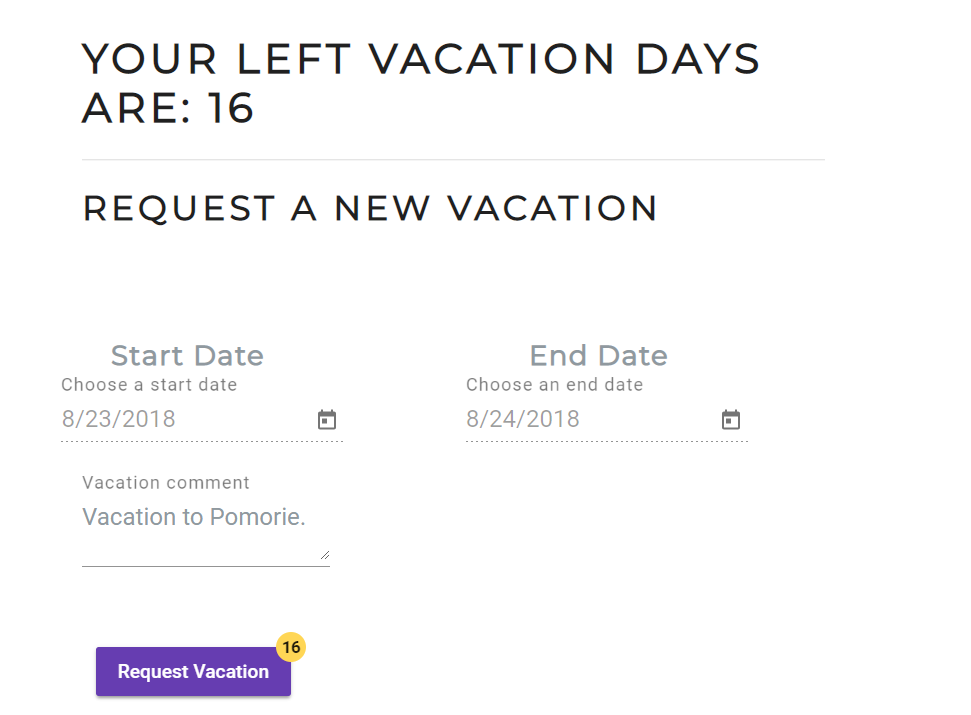 YOUR LEFT VACATION DAYS
ARE: 16
REQUEST A NEW VACATION
Start Date
End Date
Choose a start date
Choose an end date
8/23/2018
8/24/2018
Vacation comment
Vacation to Pomorie.
16
Request Vacation